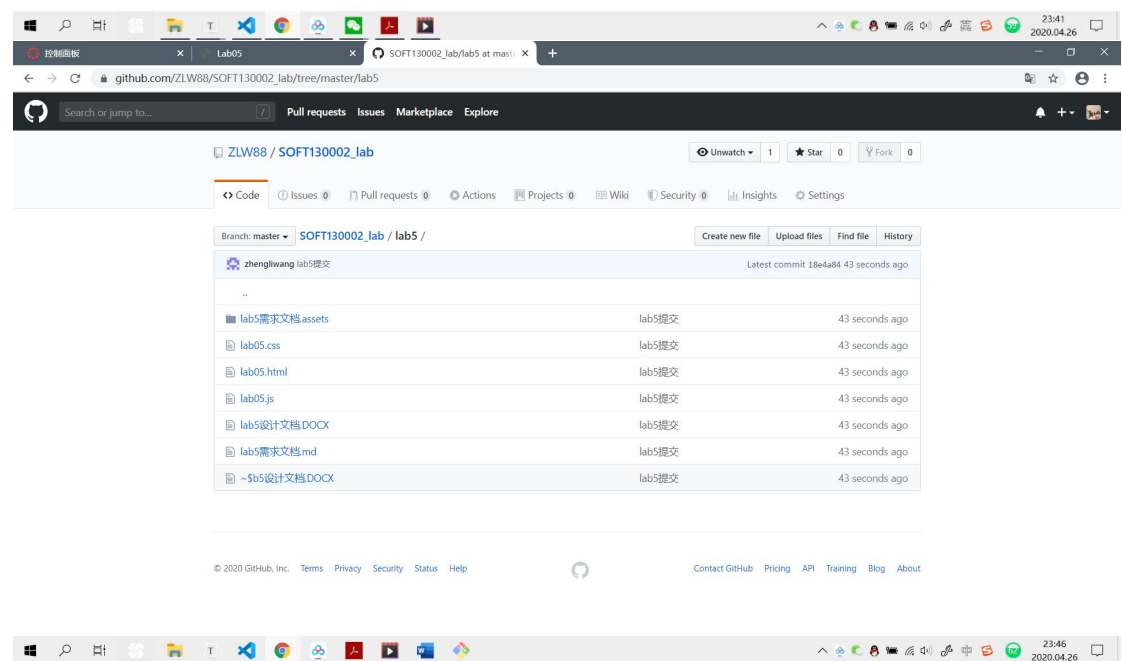 23:41
2020.04.26
控制面板
Lab05
SOFT130002_lab/lab5 at mast
github.com/ZLW88/SOFT130002_lab/tree/master/lab5
Search or jump to... / Pull requests Issues Marketplace Explore
ZLW88 / SOFT130002_lab
Unwatch 1 Star 0 Fork 0
Code Issues 0 Pull requests 0 Actions Projects 0 Wiki Security 0 Insights Settings
Branch: master SOFT130002_lab / lab5 / Create new file Upload files Find file History
zhengliwang lab5提交 Latest commit 18e4a84 43 seconds ago
..
lab5需求文档.assets lab5提交 43 seconds ago
lab05.css lab5提交 43 seconds ago
lab05.html lab5提交 43 seconds ago
lab05.js lab5提交 43 seconds ago
lab5设计文档.DOCX lab5提交 43 seconds ago
lab5需求文档.md lab5提交 43 seconds ago
~$b5设计文档.DOCX lab5提交 43 seconds ago
© 2020 GitHub, Inc. Terms Privacy Security Status Help Contact GitHub Pricing API Training Blog About
中 23:46
2020.04.26